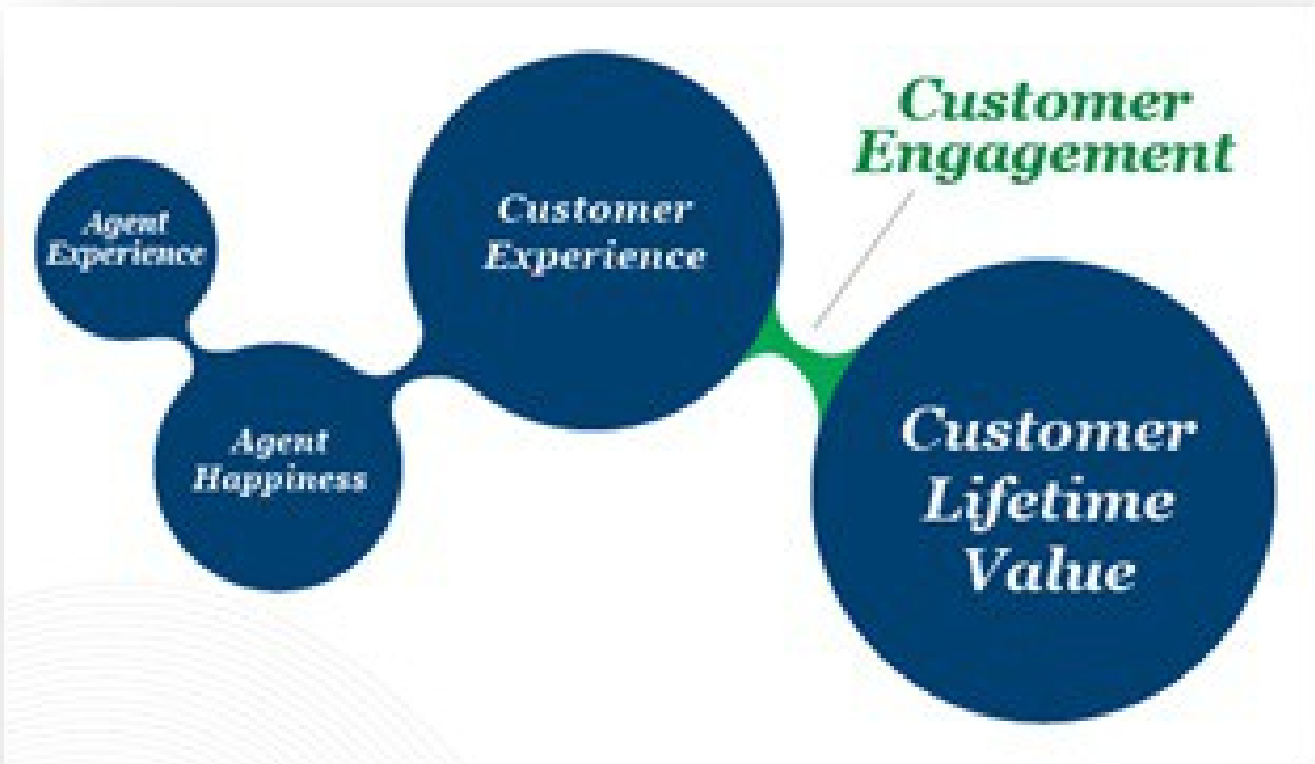 Agent
Experience
Agent
Happiness
Customer
Experience
Customer
Engagement
Customer
Lifetime
Value